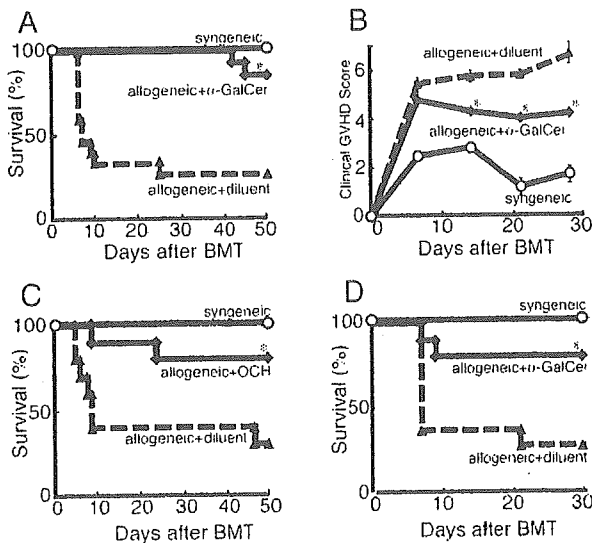 A
syngeneic
100
allogeneic+α-GalCer
50
allogeneic+diluent
0
Survival (%)
0 10 20 30 40 50
Days after BMT
B
allogeneic+diluent
6
4
allogeneic+α-GalCer
2
syngeneic
0
Clinical GVHD Score
0 10 20 30
Days after BMT
C
syngeneic
100
allogeneic+OCH
50
allogeneic+diluent
0
Survival (%)
0 10 20 30 40 50
Days after BMT
D
syngeneic
100
allogeneic+α-GalCer
50
allogeneic+diluent
0
Survival (%)
0 10 20 30
Days after BMT